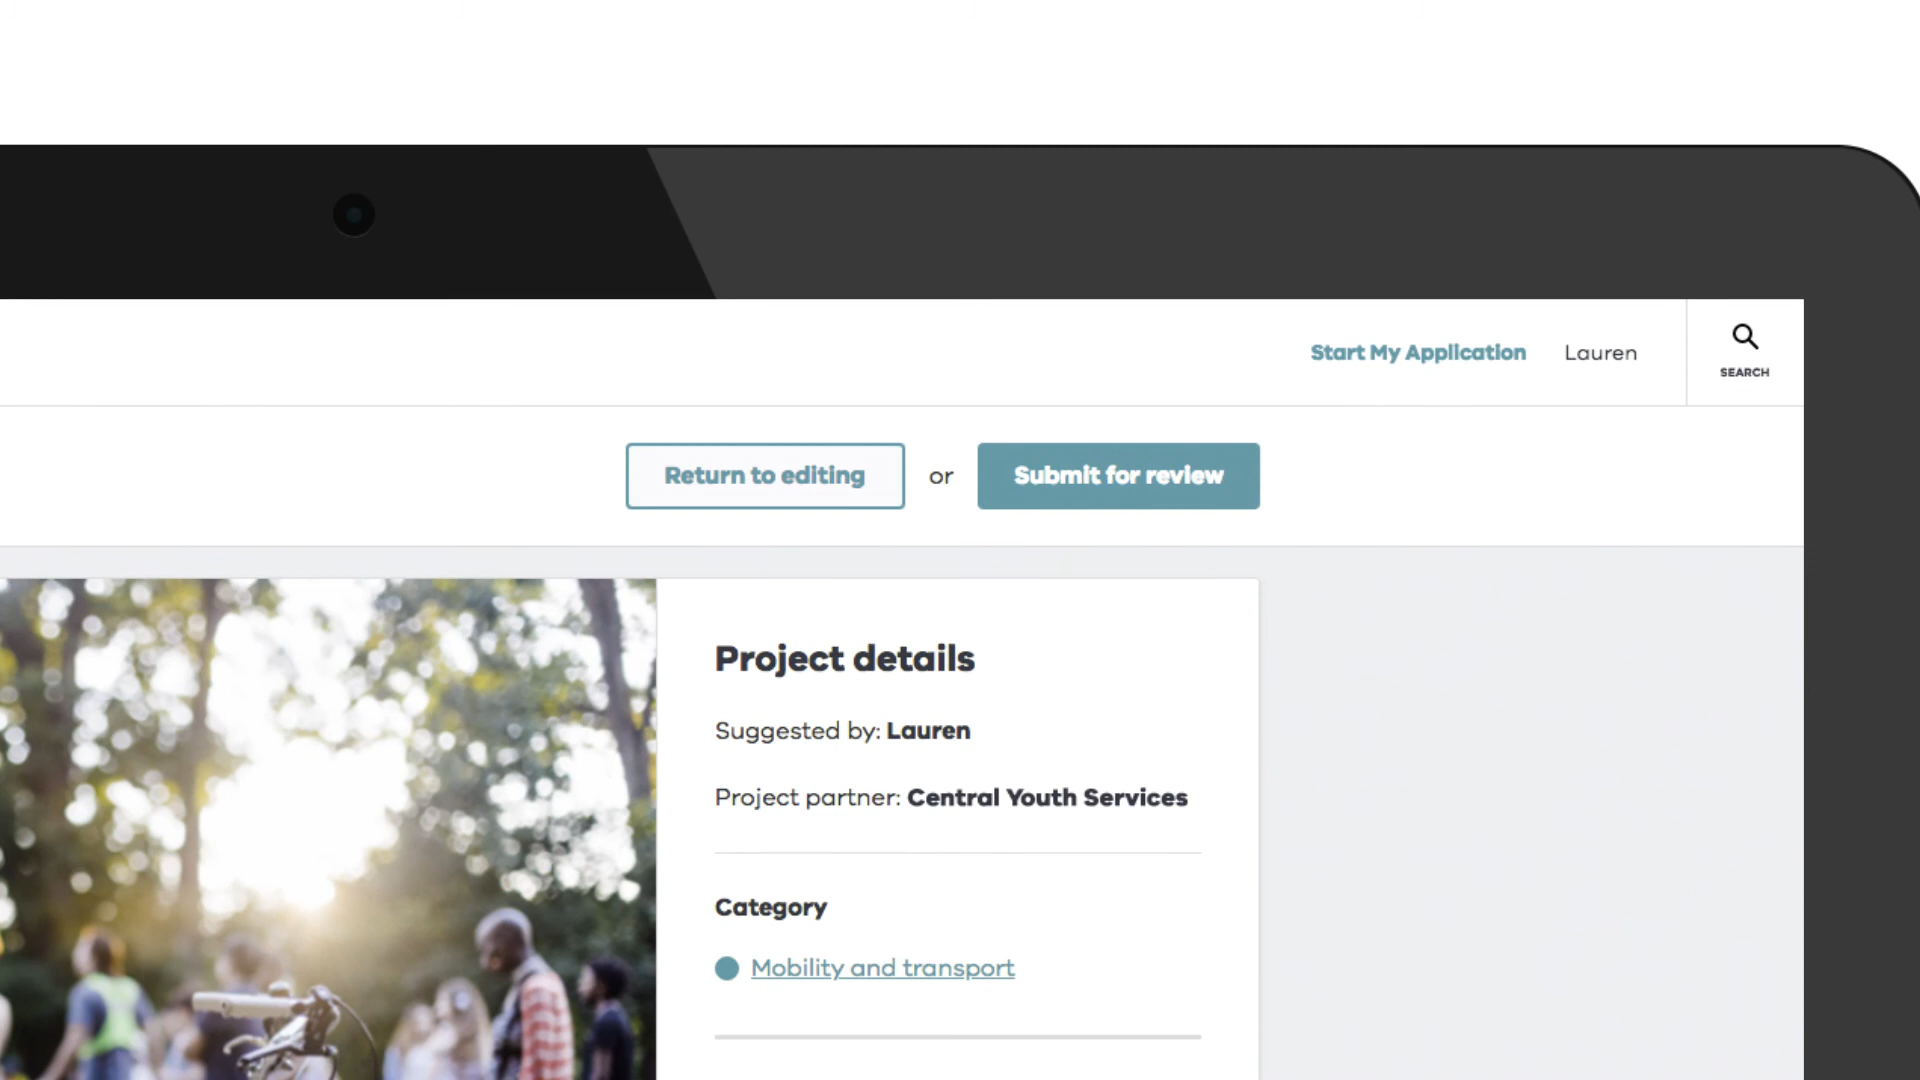 Start My Application Lauren
SEARCH
Return to editing or Submit for review
Project details
Suggested by: Lauren
Project partner: Central Youth Services
Category
Mobility and transport